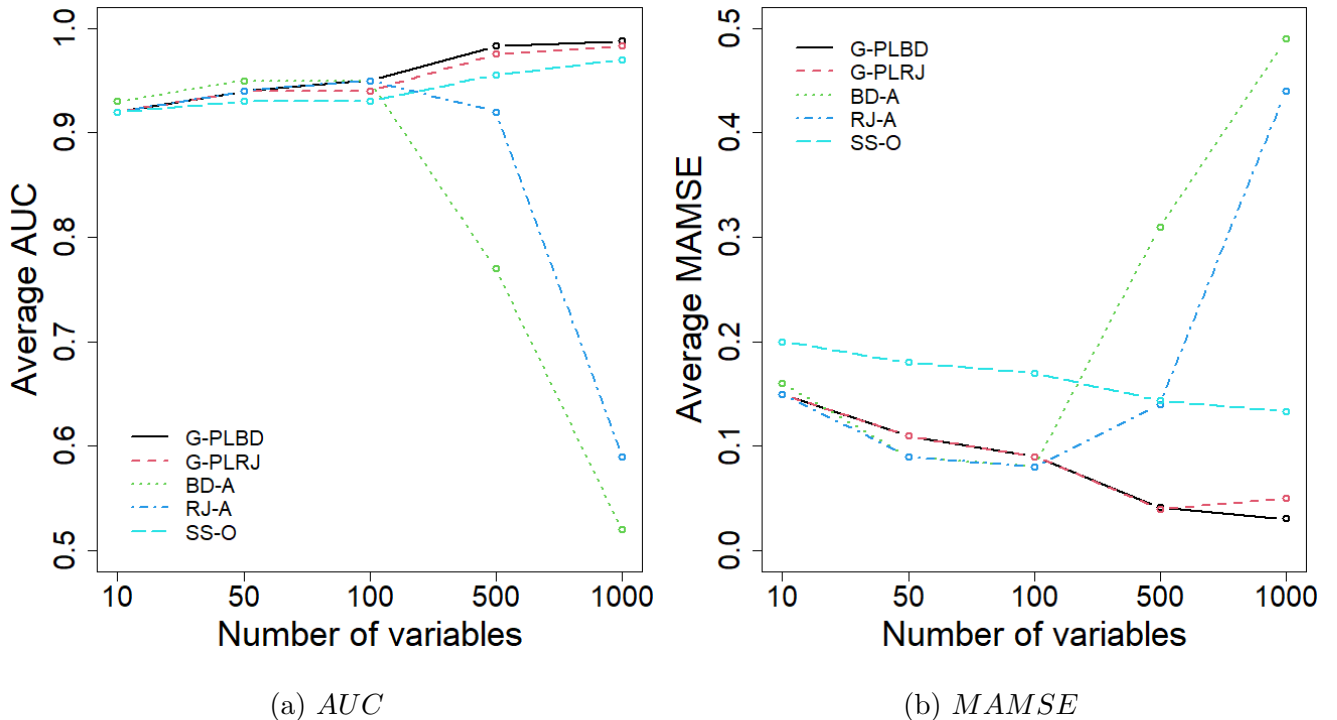 1.0
0.9
0.8
0.7
0.6
0.5
Average AUC
G-PLBD
G-PLRJ
BD-A
RJ-A
SS-O
10 50 100 500 1000
Number of variables
(a) AUC
0.5
0.4
0.3
0.2
0.1
0.0
Average MAMSE
G-PLBD
G-PLRJ
BD-A
RJ-A
SS-O
10 50 100 500 1000
Number of variables
(b) MAMSE